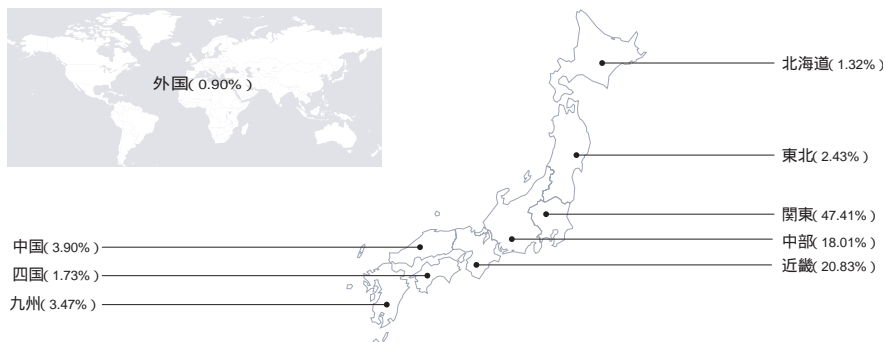 外国( 0.90% )
北海道( 1.32% )
東北( 2.43% )
関東( 47.41% )
中部( 18.01% )
近畿( 20.83% )
中国( 3.90% )
四国( 1.73% )
九州( 3.47% )